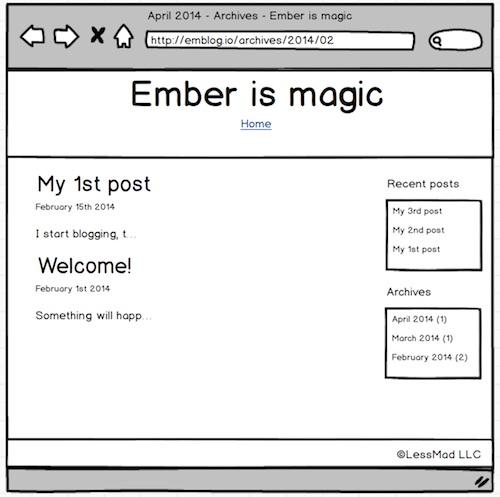 April 2014 - Archives - Ember is magic
http://emblog.io/archives/2014/02
Ember is magic
Home
My 1st post
February 15th 2014
I start blogging, t...
Welcome!
February 1st 2014
Something will happ...
Recent posts
My 3rd post
My 2nd post
My 1st post
Archives
April 2014 (1)
March 2014 (1)
February 2014 (2)
©LessMad LLC